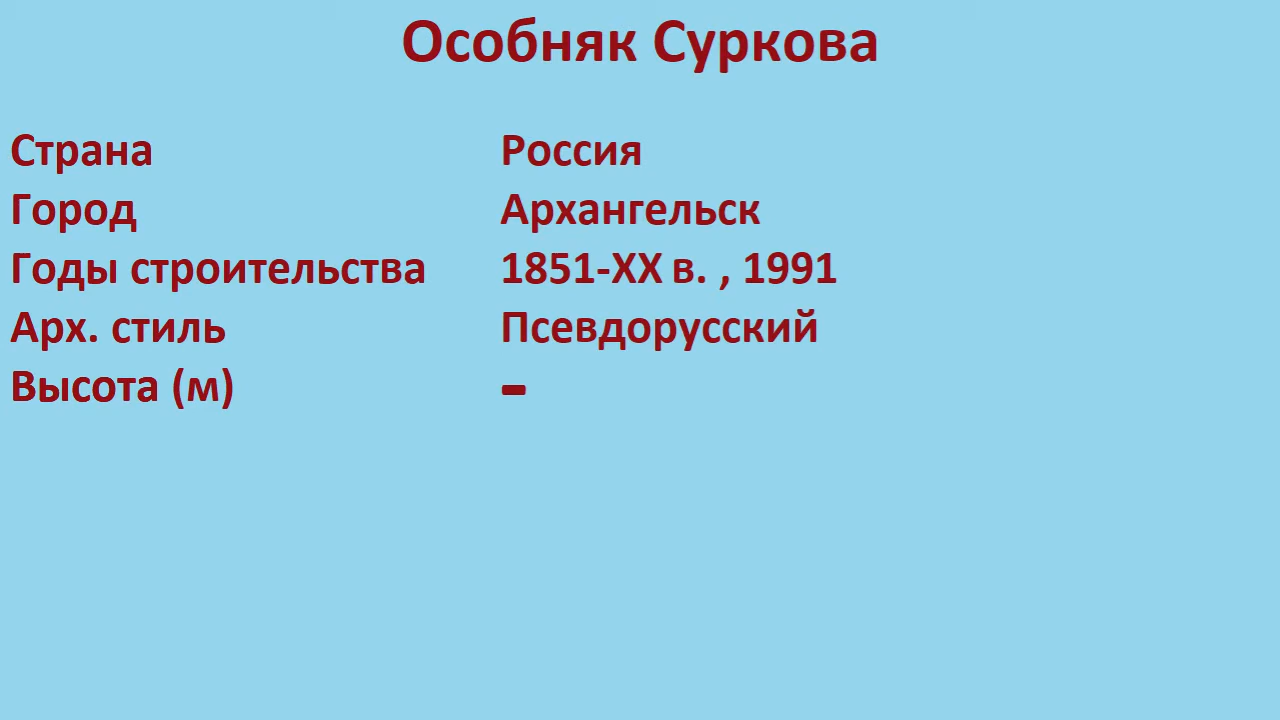 Особняк Суркова
Страна Россия
Город Архангельск
Годы строительства 1851-XX в. , 1991
Арх. стиль Псевдорусский
Высота (м) -